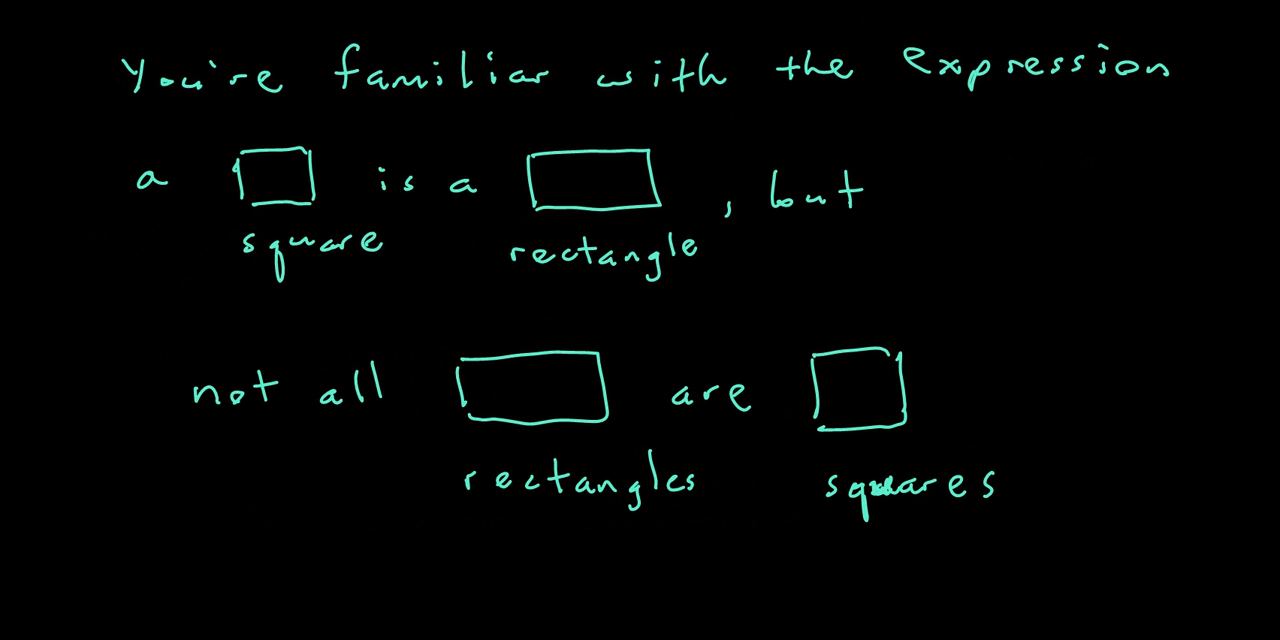 You're familiar with the expression
a is a , but
square rectangle
not all are
rectangles squares